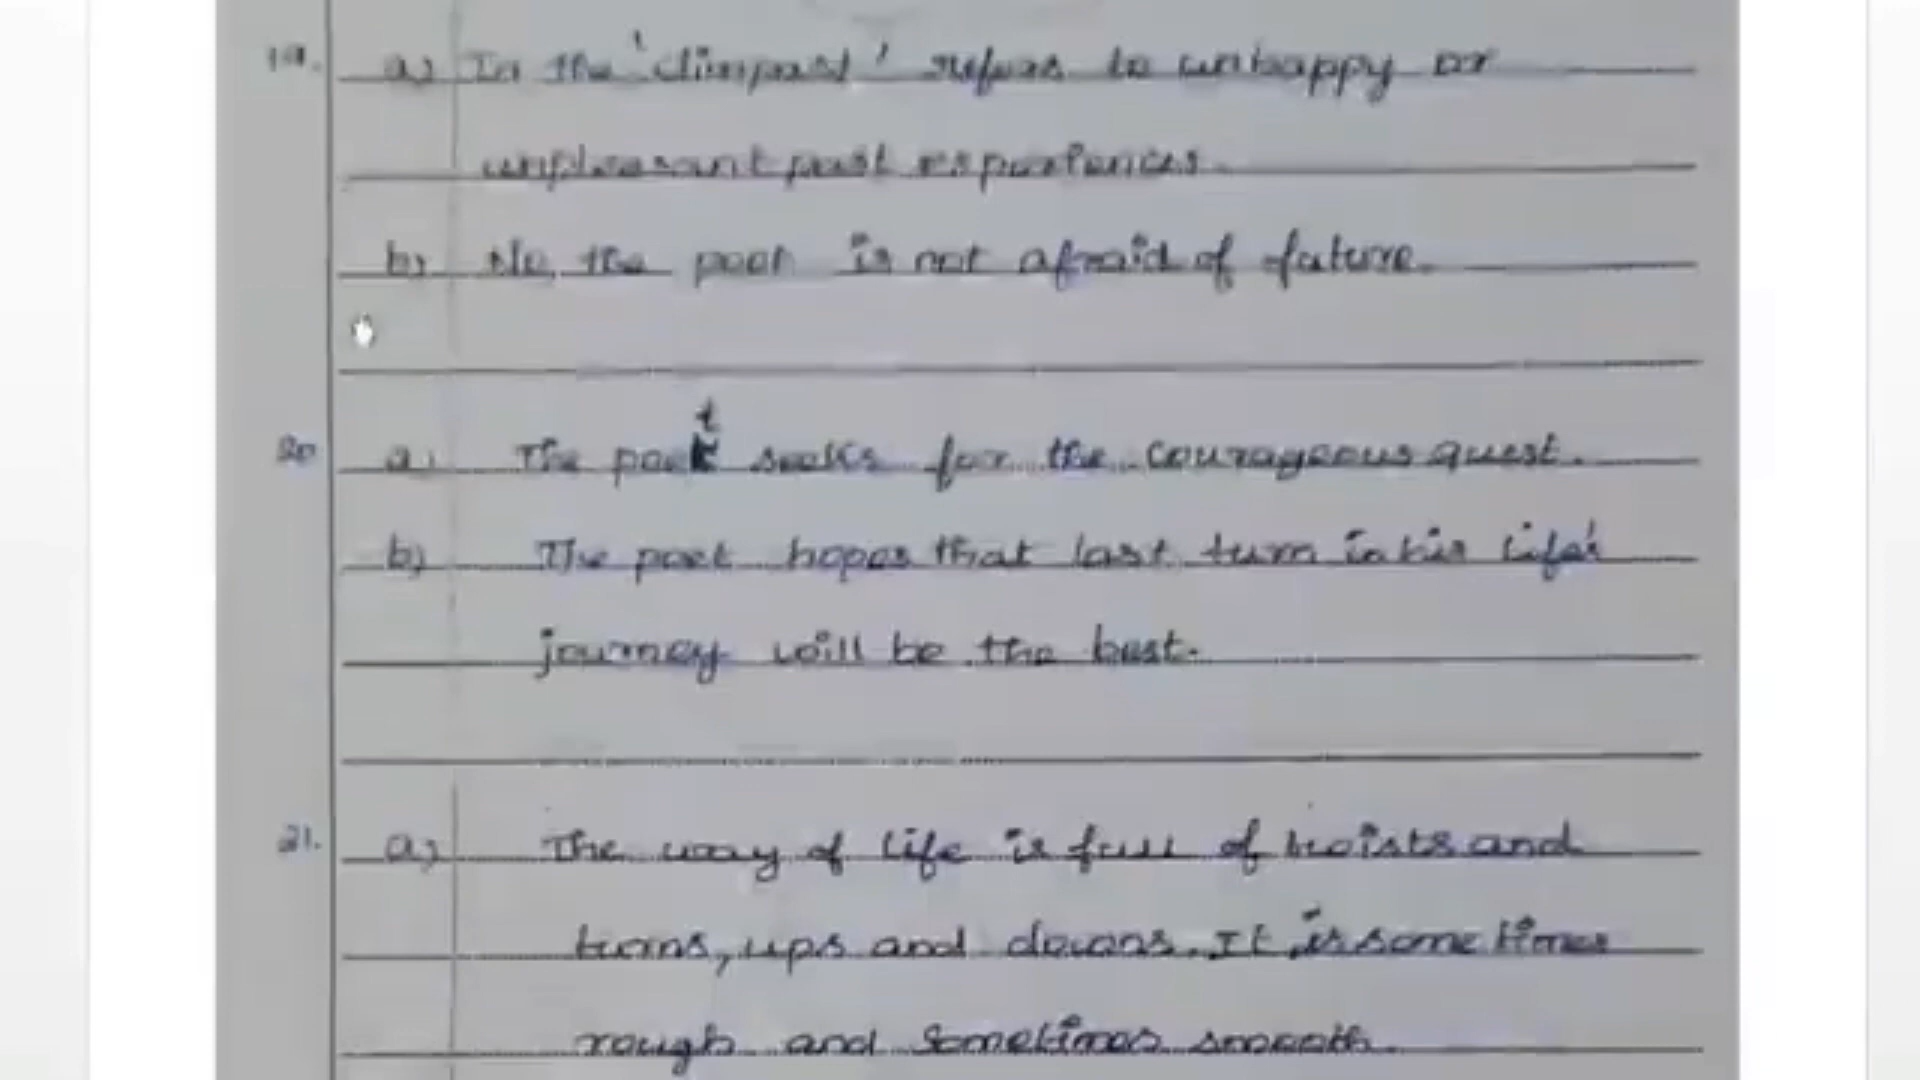 19. a) In the 'dimpast' refers to unhappy or
unpleasant past experiences.
b) No, the poet is not afraid of future.
20 a) The poet seeks for the courageous quest.
b) The poet hopes that last turn in his life's
journey will be the best.
21. a) The way of life is full of twists and
turns, ups and downs. It is sometimes
rough and sometimes smooth.